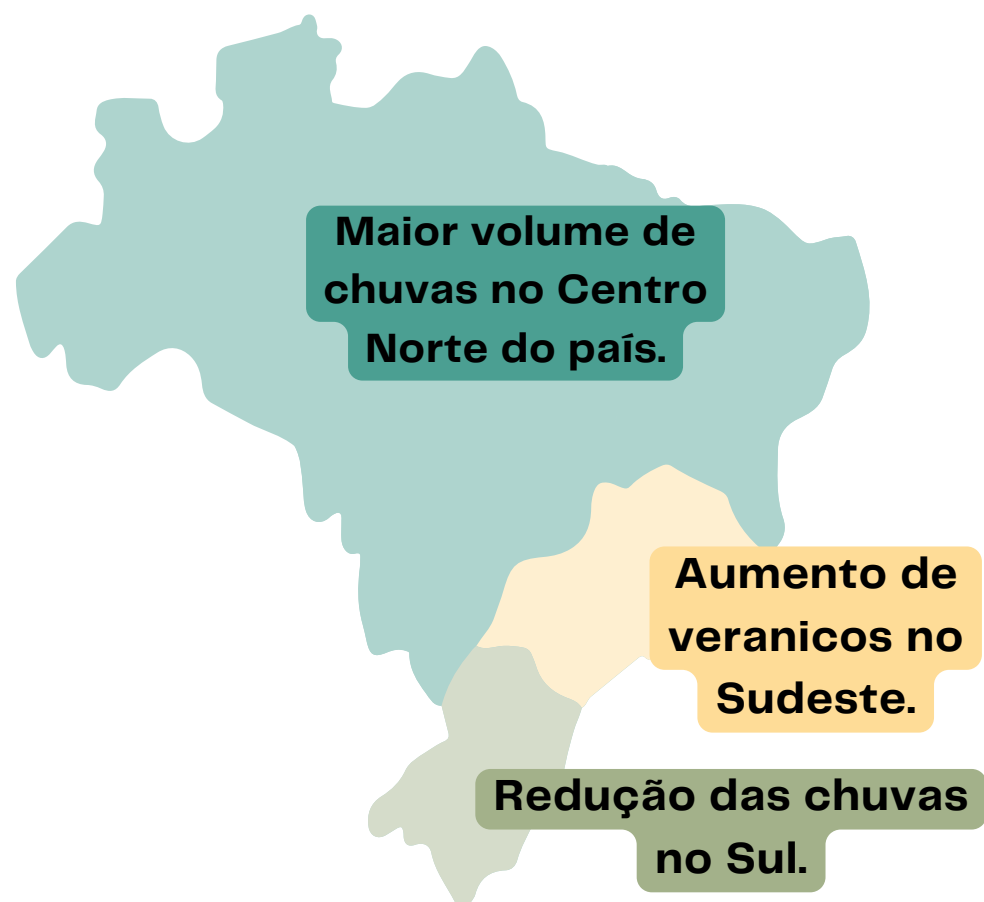 Maior volume de
chuvas no Centro
Norte do país.
Aumento de
veranicos no
Sudeste.
Redução das chuvas
no Sul.